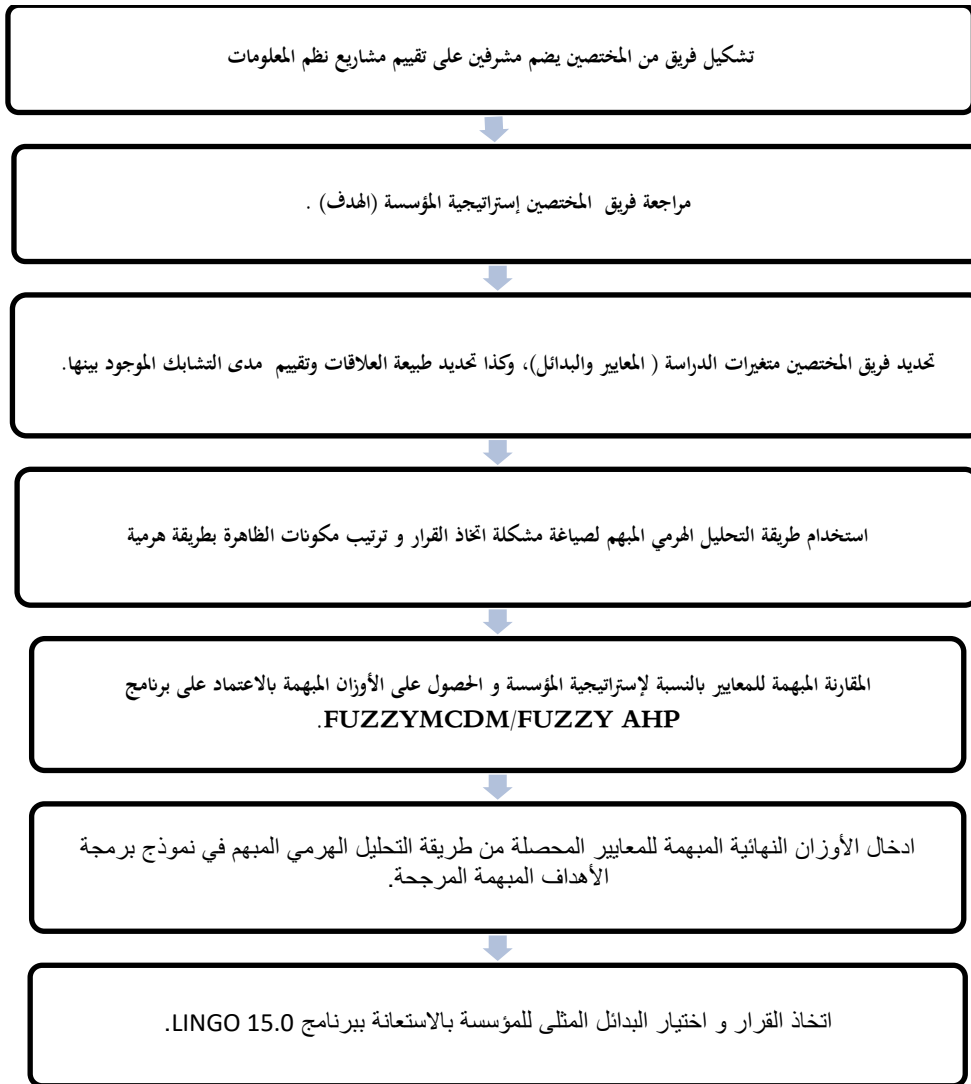 تشكيل فريق من المختصين يضم مشرفين على تقييم مشاريع نظم المعلومات
مراجعة فريق المختصين إستراتيجية المؤسسة (الهدف) .
تحديد فريق المختصين متغيرات الدراسة ( المعايير والبدائل)، وكذا تحديد طبيعة العلاقات وتقييم مدى التشابك الموجود بينها.
استخدام طريقة التحليل الهرمي المبهم لصياغة مشكلة اتخاذ القرار و ترتيب مكونات الظاهرة بطريقة هرمية
المقارنة المبهمة للمعايير بالنسبة لإستراتيجية المؤسسة و الحصول على الأوزان المبهمة بالاعتماد على برنامج
FUZZYMCDM/FUZZY AHP.
ادخال الأوزان النهائية المبهمة للمعايير المحصلة من طريقة التحليل الهرمي المبهم في نموذج برمجة
الأهداف المبهمة المرجحة.
اتخاذ القرار و اختيار البدائل المثلى للمؤسسة بالاستعانة ببرنامج LINGO 15.0.